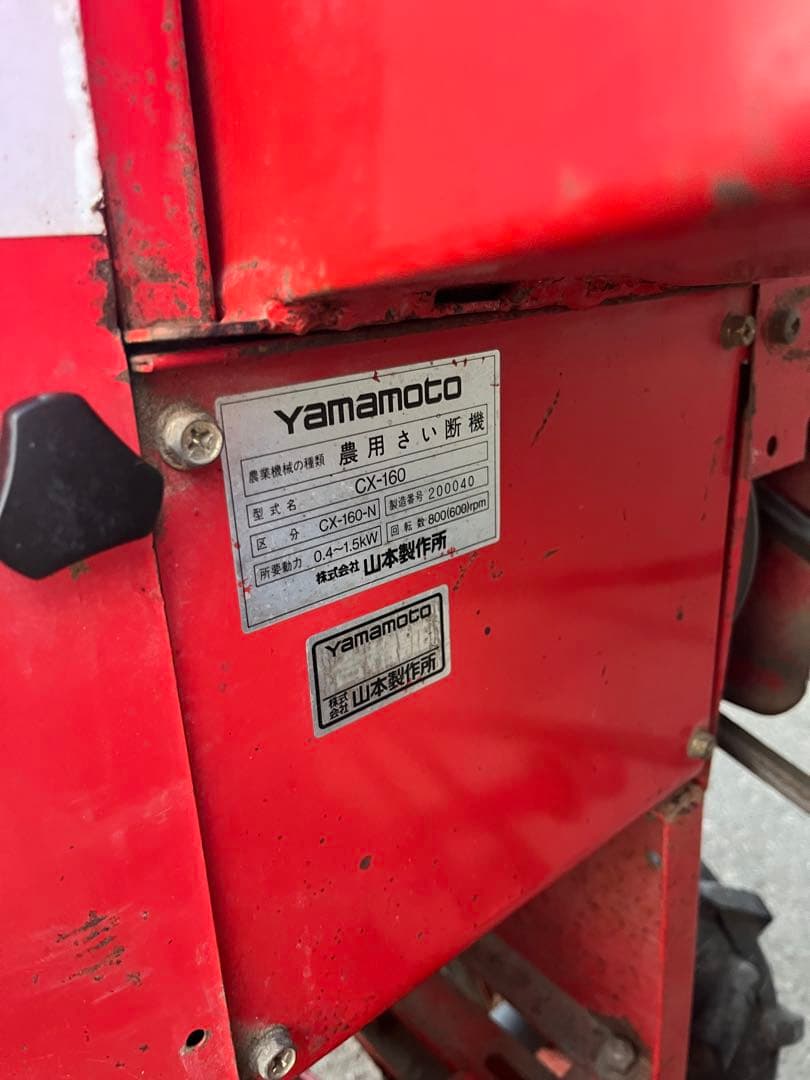 Yamamoto
農業機械の種類 農用さい断機
型式名 CX-160
区分 CX-160-N 製造番号 200040
所要動力 0.4~1.5kW 回転数 800(600)rpm
株式会社 山本製作所
Yamamoto
株式会社 山本製作所